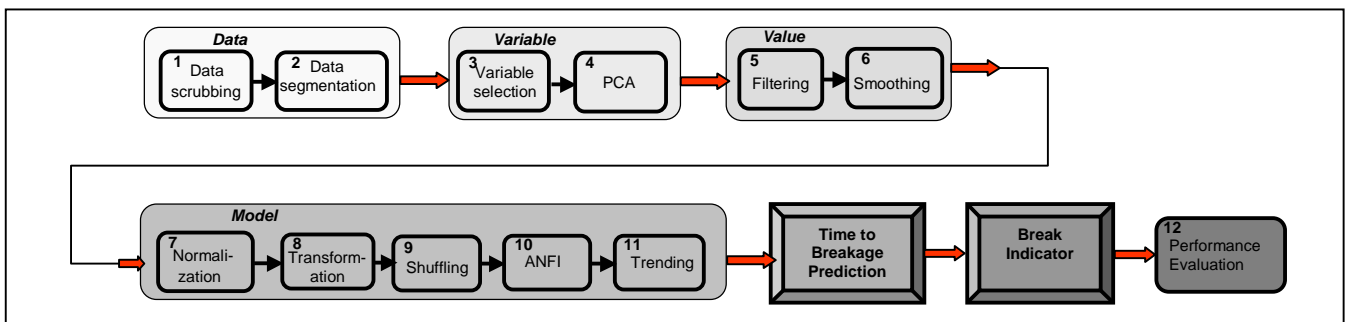 Data
Variable
Value
1 Data
scrubbing
2 Data
segmentation
3 Variable
selection
4
PCA
5
Filtering
6
Smoothing
Model
7
Normali-
zation
8
Transform-
ation
9
Shuffling
10
ANFI
11
Trending
Time to
Breakage
Prediction
Break
Indicator
12
Performance
Evaluation